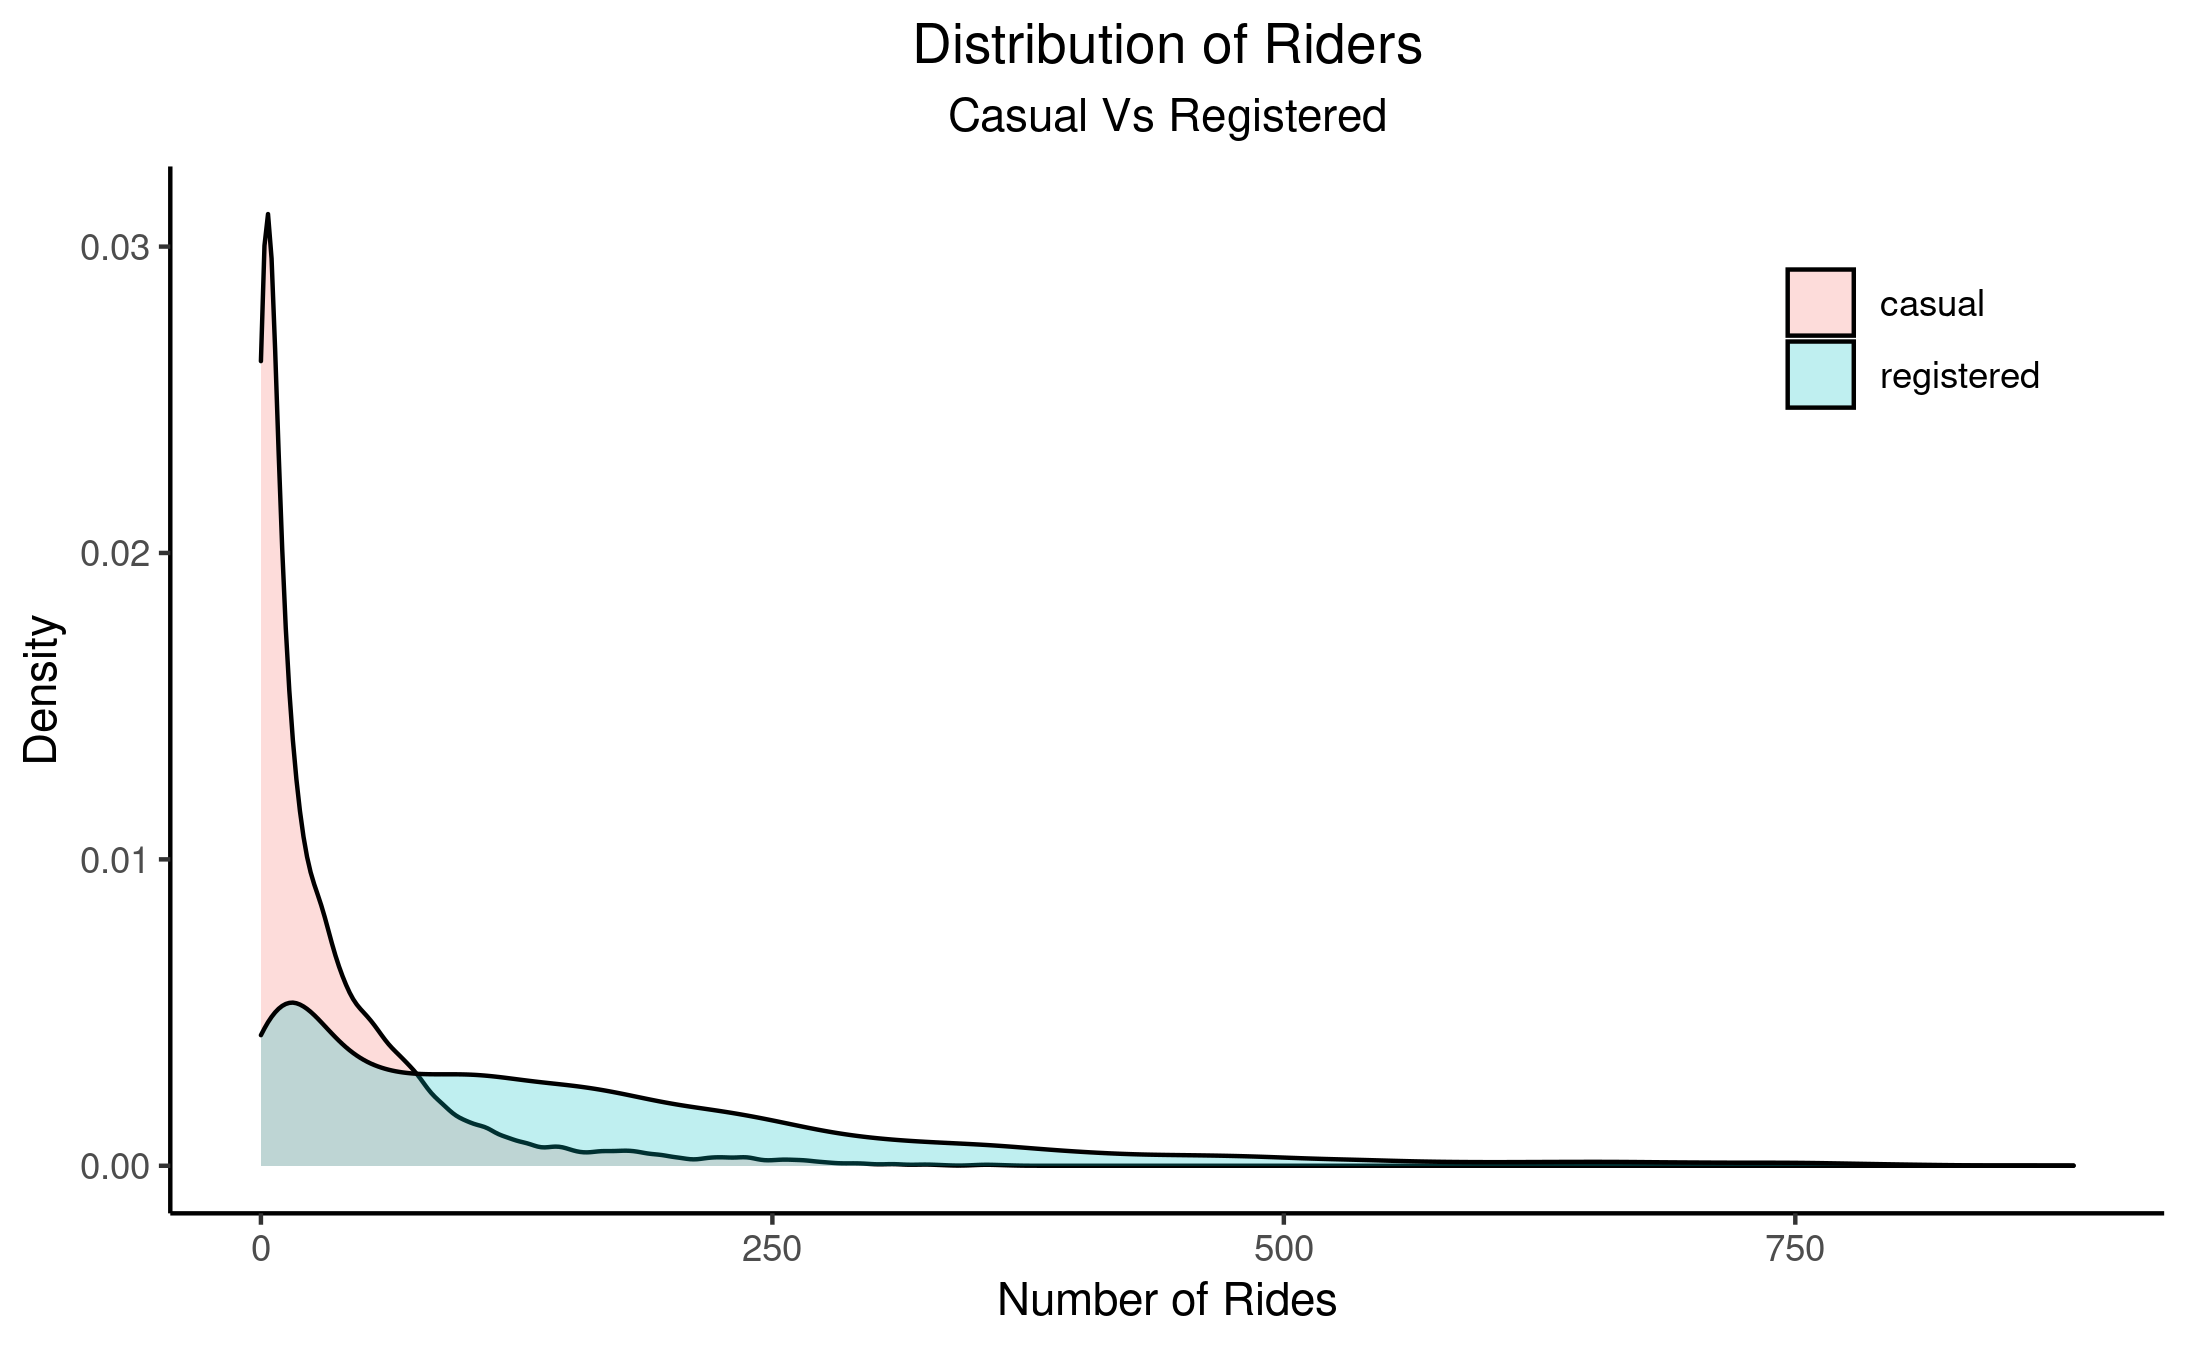 Distribution of Riders
Casual Vs Registered
0.03
0.02
0.01
0.00
Density
casual
registered
0 250 500 750
Number of Rides